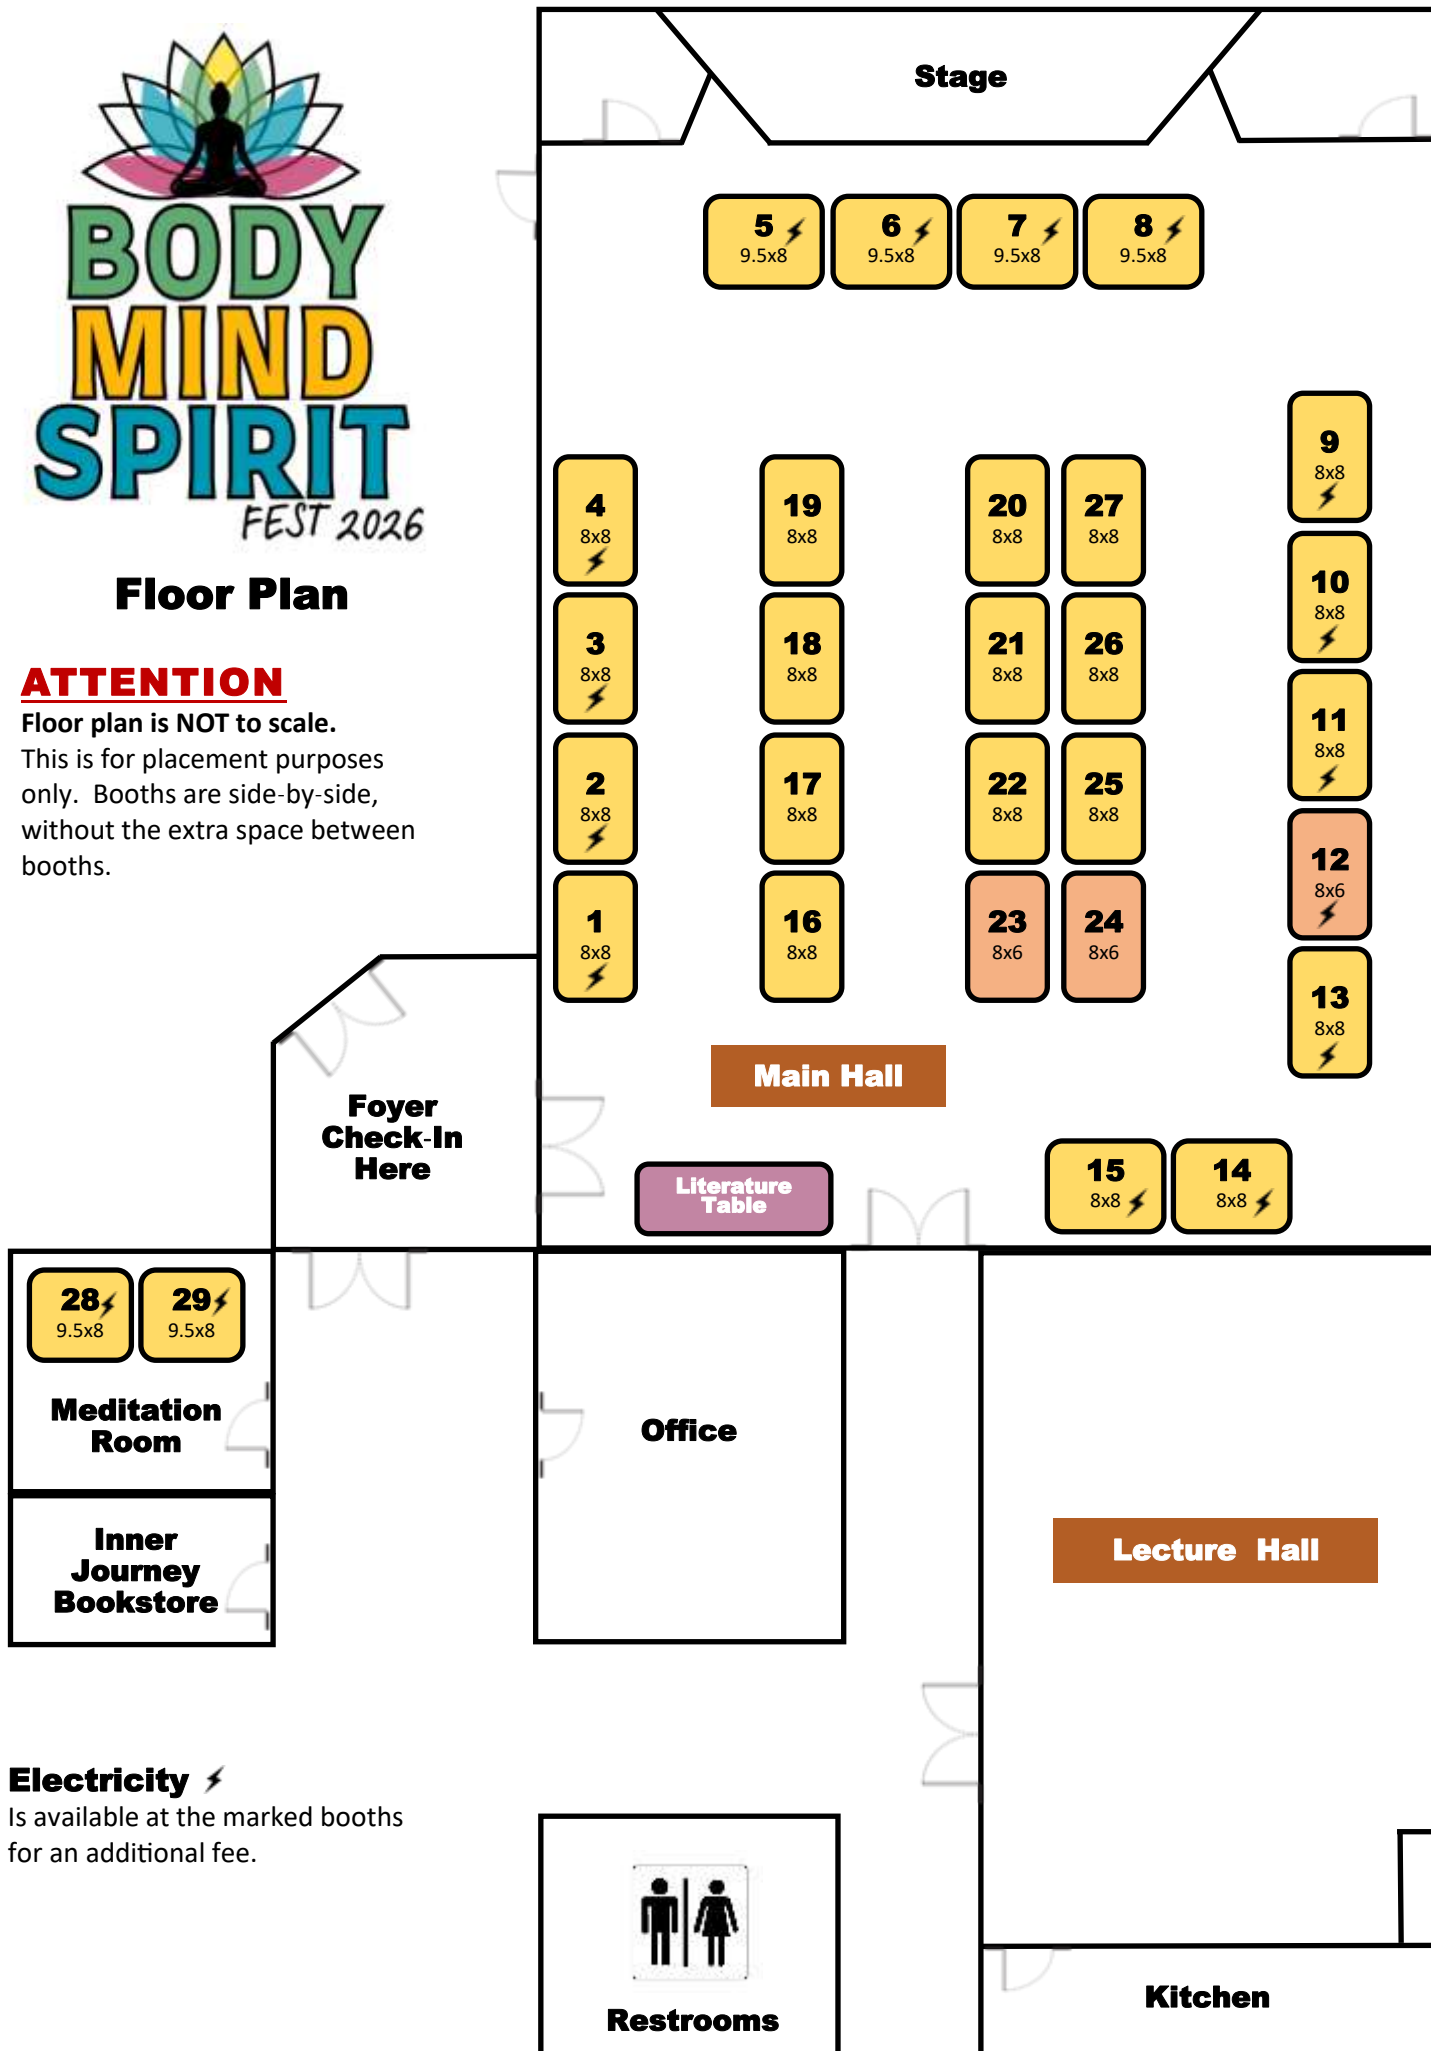 BODY
MIND
SPIRIT
FEST 2026
Floor Plan
ATTENTION
Floor plan is NOT to scale.
This is for placement purposes
only.  Booths are side-by-side,
without the extra space between
booths.
Stage
5
9.5x8
6
9.5x8
7
9.5x8
8
9.5x8
4
8x8
3
8x8
2
8x8
1
8x8
19
8x8
18
8x8
17
8x8
16
8x8
20
8x8
21
8x8
22
8x8
23
8x6
27
8x8
26
8x8
25
8x8
24
8x6
9
8x8
10
8x8
11
8x8
12
8x6
13
8x8
Main Hall
Foyer
Check-In
Here
Literature
Table
15
8x8
14
8x8
28
9.5x8
29
9.5x8
Meditation
Room
Inner
Journey
Bookstore
Office
Lecture Hall
Electricity
Is available at the marked booths
for an additional fee.
Restrooms
Kitchen